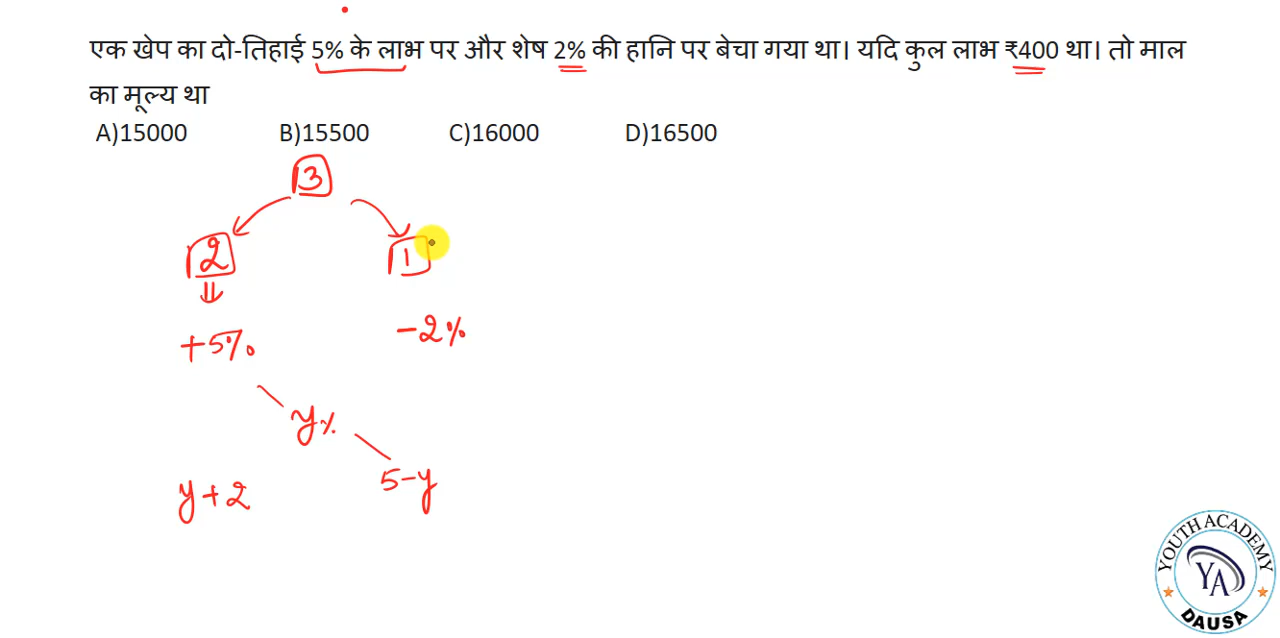 एक खेप का दो-तिहाई 5% के लाभ पर और शेष 2% की हानि पर बेचा गया था। यदि कुल लाभ ₹400 था। तो माल
का मूल्य था
A)15000 B)15500 C)16000 D)16500
3
2 1
+5% -2%
y%
y+2 5-y
YOUTH ACADEMY
YA
DAUSA